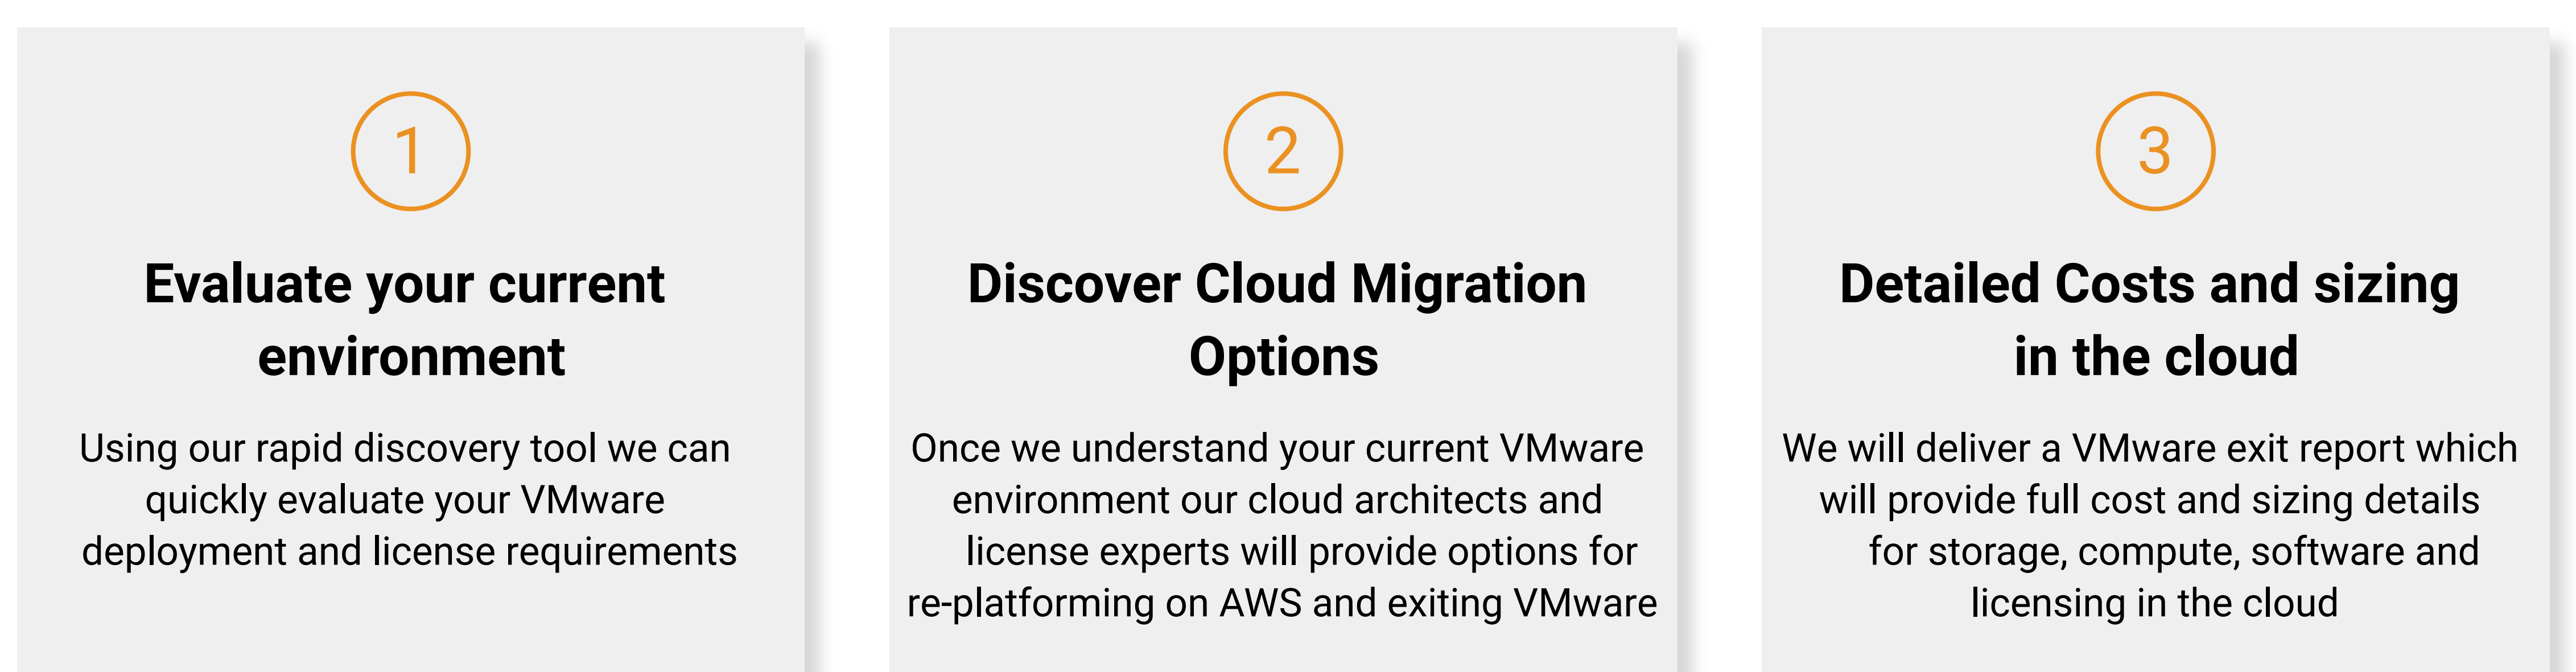 1
Evaluate your current
environment
Using our rapid discovery tool we can
quickly evaluate your VMware
deployment and license requirements
2
Discover Cloud Migration
Options
Once we understand your current VMware
environment our cloud architects and
license experts will provide options for
re-platforming on AWS and exiting VMware
3
Detailed Costs and sizing
in the cloud
We will deliver a VMware exit report which
will provide full cost and sizing details
for storage, compute, software and
licensing in the cloud